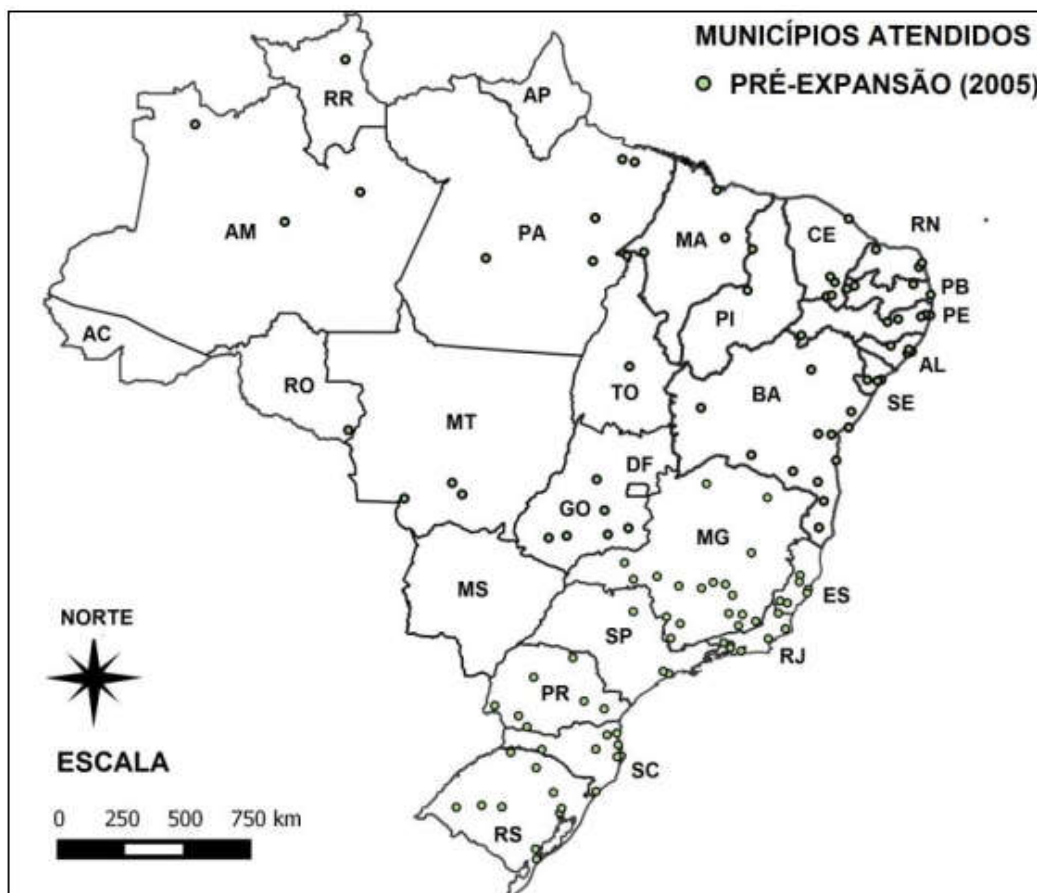 MUNICÍPIOS ATENDIDOS
PRÉ-EXPANSÃO (2005)
RR
AP
AM
PA
MA
CE
RN
PB
PE
PI
AC
AL
RO
TO
BA
SE
MT
DF
GO
MG
MS
ES
NORTE
SP
RJ
PR
ESCALA
SC
0 250 500 750 km
RS